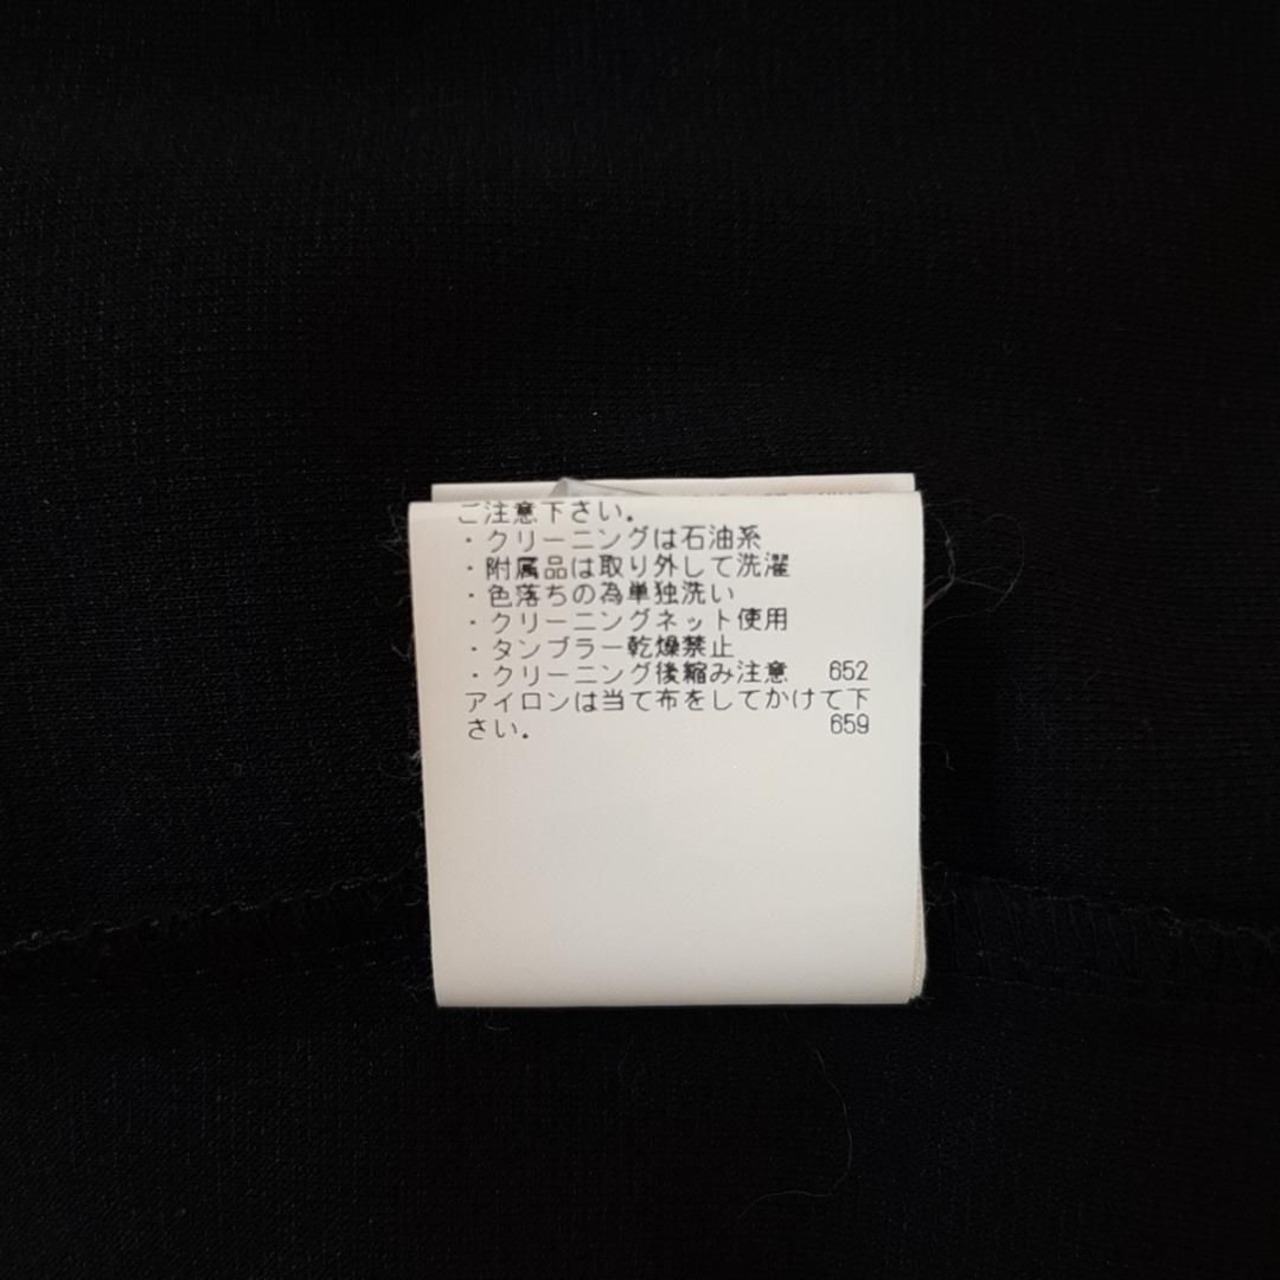 ご注意下さい.
・クリーニングは石油系
・附属品は取り外して洗濯
・色落ちの為単独洗い
・クリーニングネット使用
・タンブラー乾燥禁止
・クリーニング後縮み注意 652
アイロンは当て布をしてかけて下
さい. 659